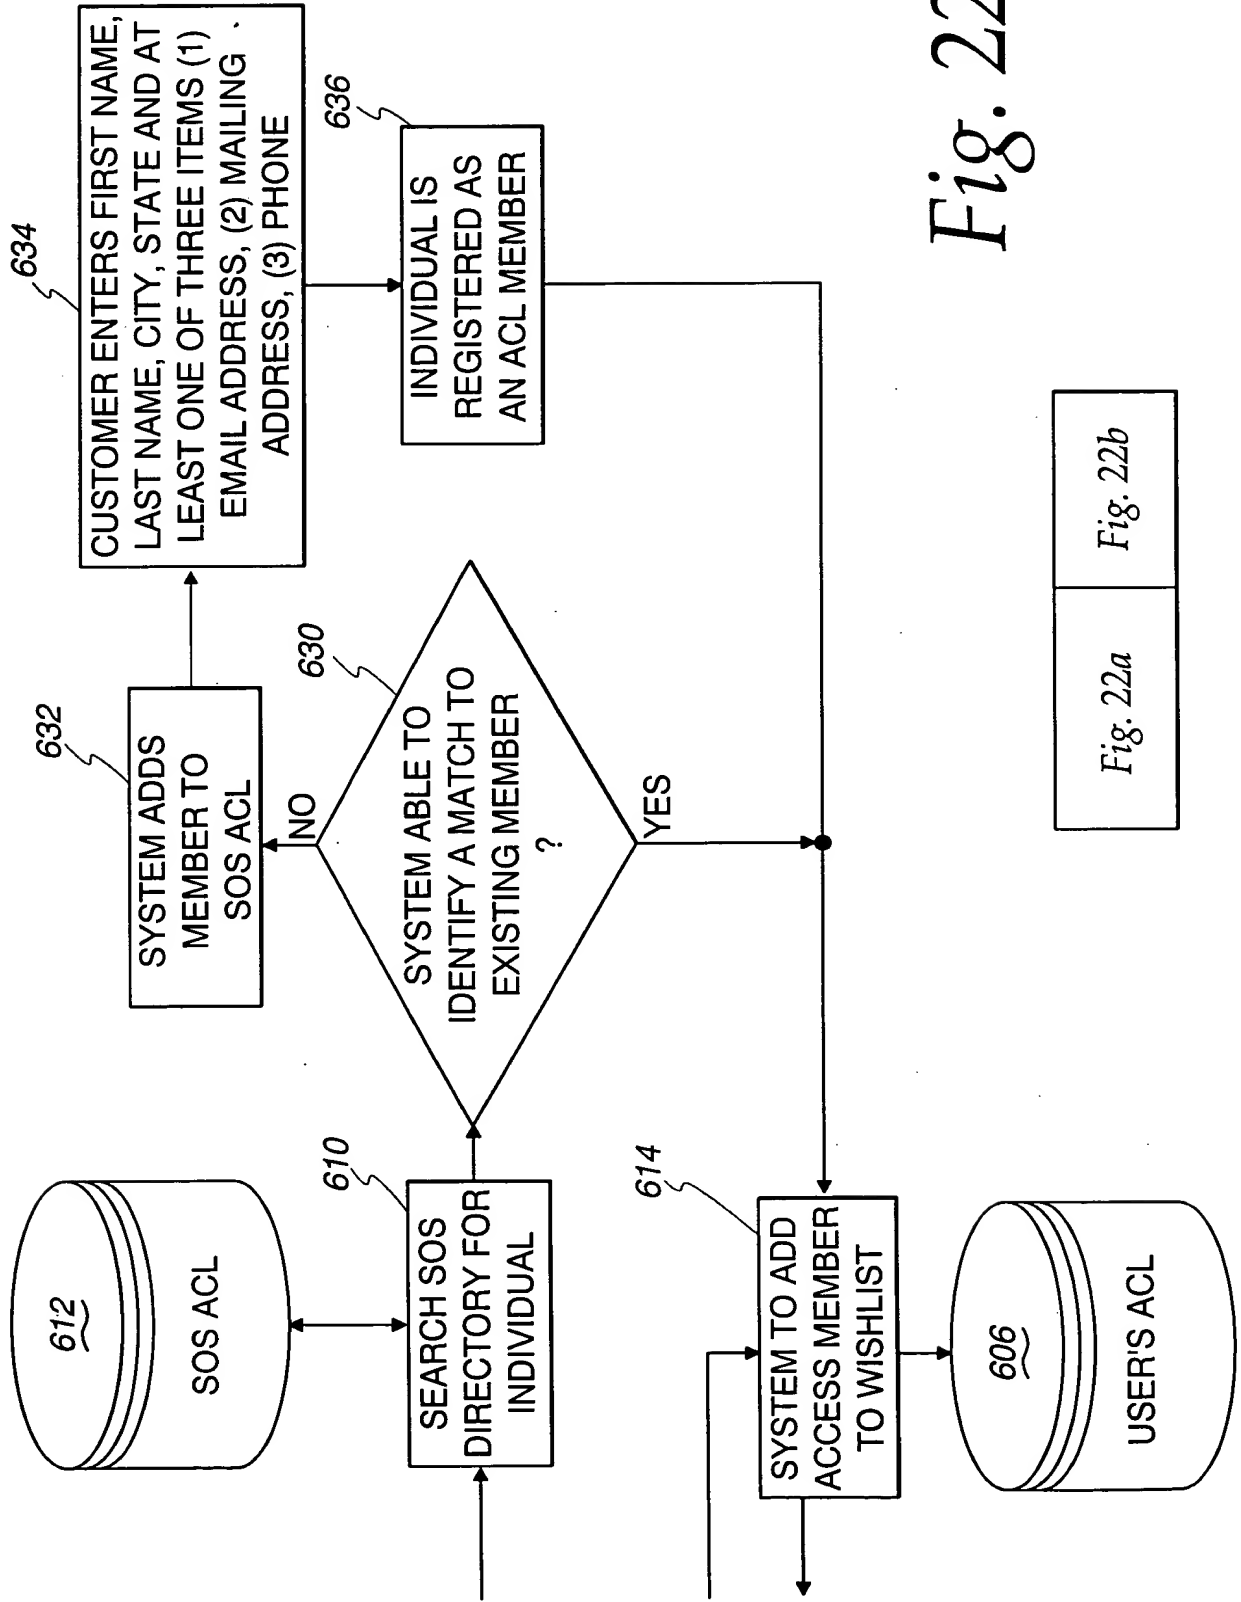 612
SOS ACL
610
SEARCH SOS
DIRECTORY FOR
INDIVIDUAL
632
SYSTEM ADDS
MEMBER TO
SOS ACL
NO
630
SYSTEM ABLE TO
IDENTIFY A MATCH TO
EXISTING MEMBER
?
YES
634
CUSTOMER ENTERS FIRST NAME,
LAST NAME, CITY, STATE AND AT
LEAST ONE OF THREE ITEMS (1)
EMAIL ADDRESS, (2) MAILING
ADDRESS, (3) PHONE
636
INDIVIDUAL IS
REGISTERED AS
AN ACL MEMBER
614
SYSTEM TO ADD
ACCESS MEMBER
TO WISHLIST
606
USER'S ACL
Fig. 22a
Fig. 22b
Fig. 22